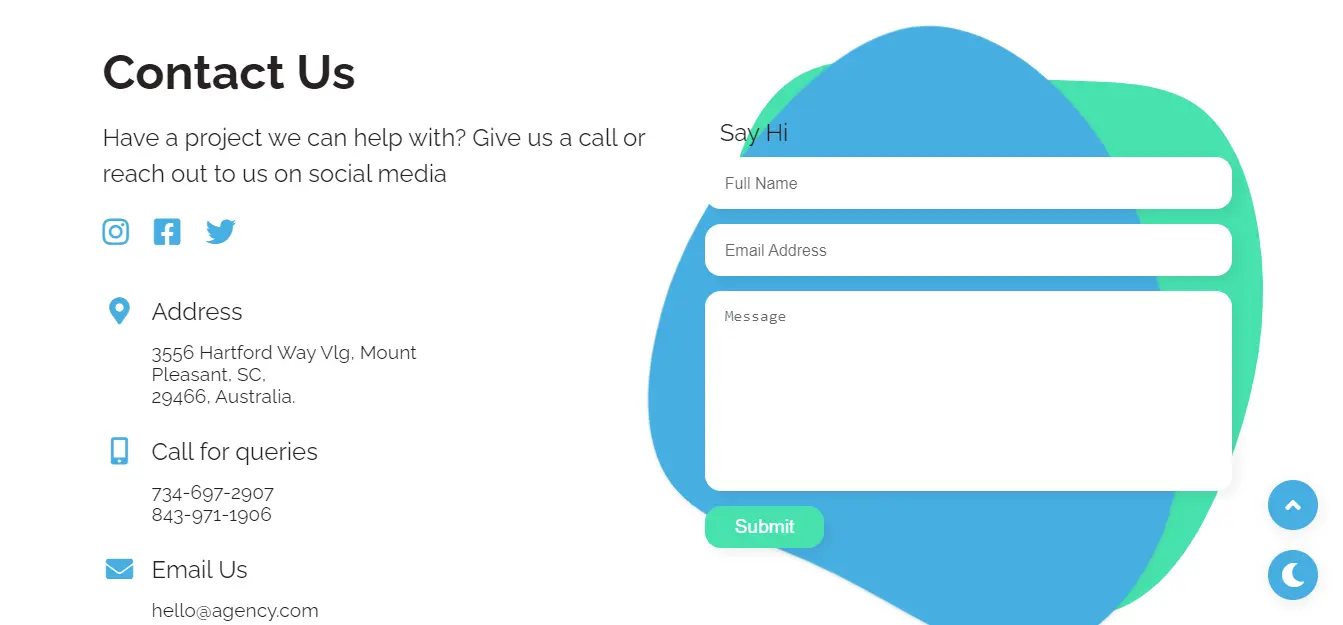 Contact Us
Have a project we can help with? Give us a call or
reach out to us on social media
Address
3556 Hartford Way Vlg, Mount
Pleasant, SC,
29466, Australia.
Call for queries
734-697-2907
843-971-1906
Email Us
hello@agency.com
Say Hi
Full Name
Email Address
Message
Submit